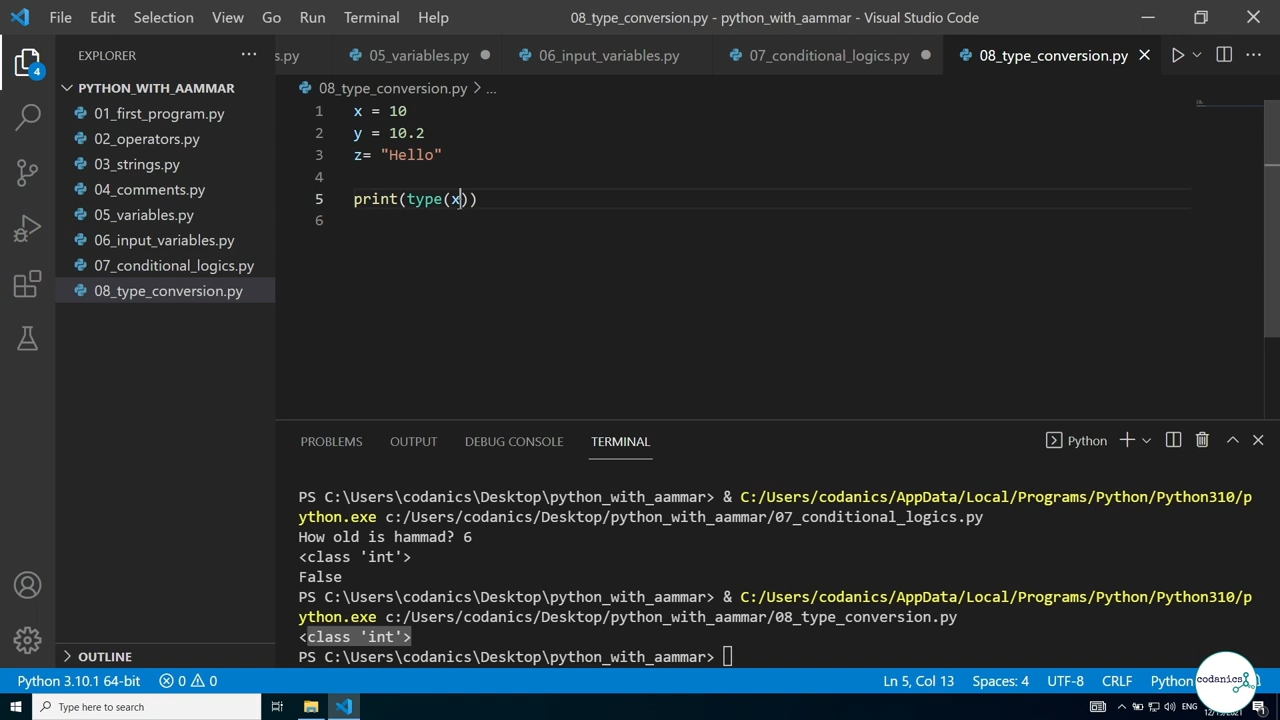 File Edit Selection View Go Run Terminal Help
08_type_conversion.py - python_with_aammar - Visual Studio Code
EXPLORER
s.py 05_variables.py 06_input_variables.py 07_conditional_logics.py 08_type_conversion.py
4
PYTHON_WITH_AAMMAR
01_first_program.py
02_operators.py
03_strings.py
04_comments.py
05_variables.py
06_input_variables.py
07_conditional_logics.py
08_type_conversion.py
OUTLINE
08_type_conversion.py > ...
1 x = 10
2 y = 10.2
3 z= "Hello"
4
5 print(type(x))
6
PROBLEMS OUTPUT DEBUG CONSOLE TERMINAL
Python
PS C:\Users\codanics\Desktop\python_with_aammar> & C:/Users/codanics/AppData/Local/Programs/Python/Python310/p
ython.exe c:/Users/codanics/Desktop/python_with_aammar/07_conditional_logics.py
How old is hammad? 6
<class 'int'>
False
PS C:\Users\codanics\Desktop\python_with_aammar> & C:/Users/codanics/AppData/Local/Programs/Python/Python310/p
ython.exe c:/Users/codanics/Desktop/python_with_aammar/08_type_conversion.py
<class 'int'>
PS C:\Users\codanics\Desktop\python_with_aammar>
Python 3.10.1 64-bit 0 0 Ln 5, Col 13 Spaces: 4 UTF-8 CRLF Python
codanics
Type here to search
ENG